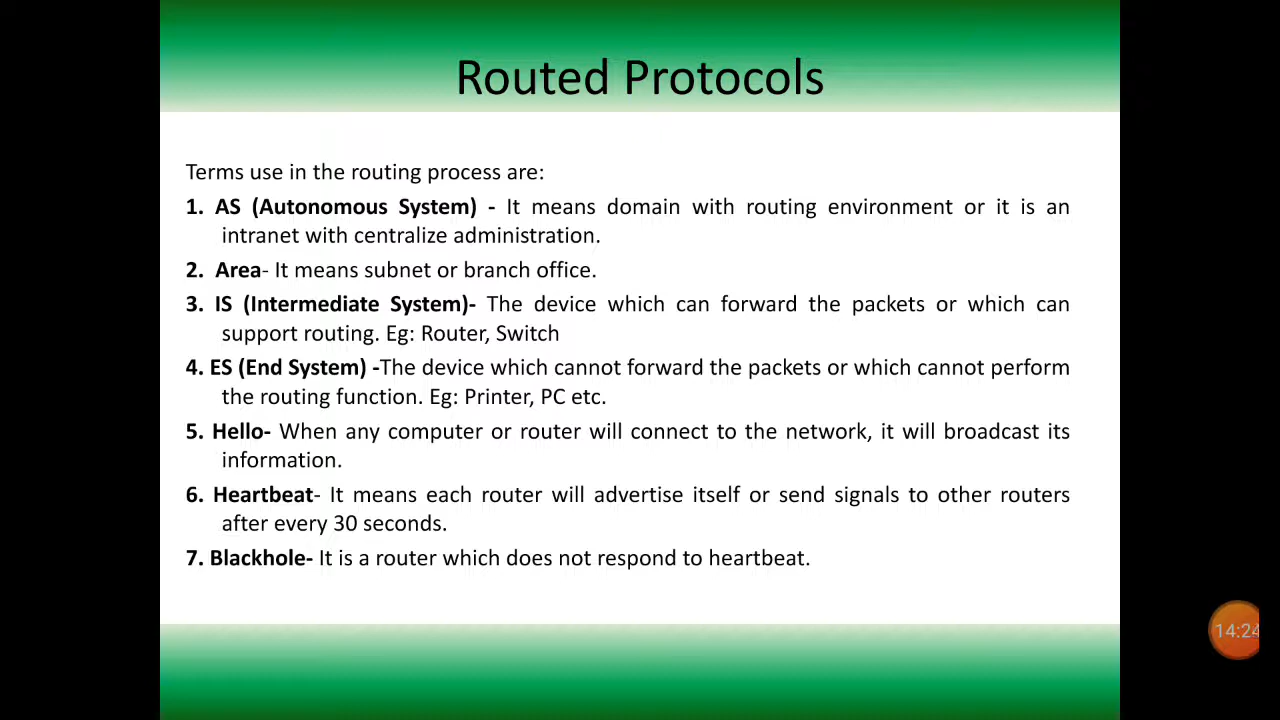 Routed Protocols
Terms use in the routing process are:
1. AS (Autonomous System) - It means domain with routing environment or it is an
intranet with centralize administration.
2. Area- It means subnet or branch office.
3. IS (Intermediate System)- The device which can forward the packets or which can
support routing. Eg: Router, Switch
4. ES (End System) -The device which cannot forward the packets or which cannot perform
the routing function. Eg: Printer, PC etc.
5. Hello- When any computer or router will connect to the network, it will broadcast its
information.
6. Heartbeat- It means each router will advertise itself or send signals to other routers
after every 30 seconds.
7. Blackhole- It is a router which does not respond to heartbeat.
14:24